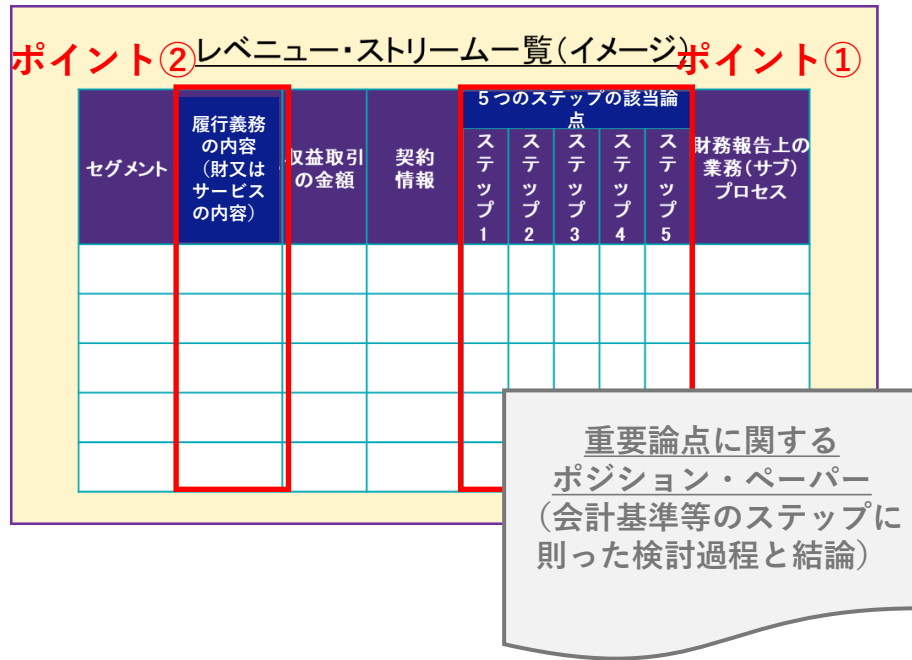 レベニュー・ストリーム一覧(イメージ)
ポイント②
ポイント①
セグメント
履行義務
の内容
(財又は
サービス
の内容)
収益取引
の金額
契約
情報
5つのステップの該当論
点
ステップ1
ステップ2
ステップ3
ステップ4
ステップ5
財務報告上の
業務(サブ)
プロセス
重要論点に関する
ポジション・ペーパー
(会計基準等のステップに
則った検討過程と結論)